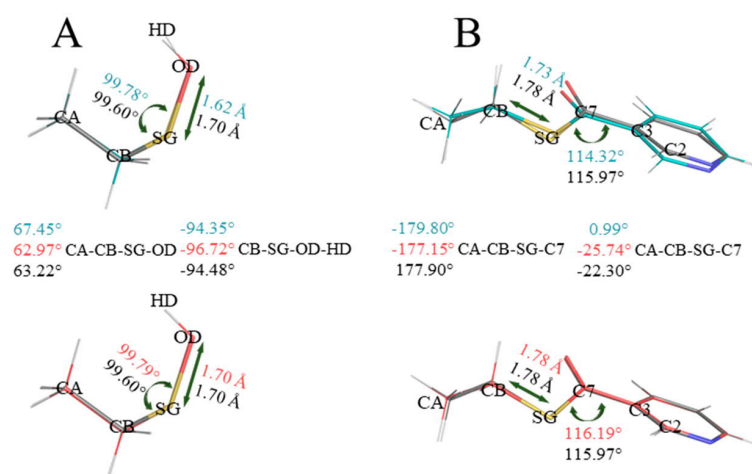 A
B
HD
OD
99.78°
99.60°
1.62 Å
1.70 Å
CA
CB
SG
1.73 Å
1.78 Å
C7
CB
CA
SG
C3
C2
114.32°
115.97°
67.45° -94.35°
62.97° CA-CB-SG-OD -96.72° CB-SG-OD-HD
63.22° -94.48°
-179.80° 0.99°
-177.15° CA-CB-SG-C7 -25.74° CA-CB-SG-C7
177.90° -22.30°
HD
OD
99.79°
99.60°
1.70 Å
1.70 Å
CA
SG
CB
1.78 Å
1.78 Å
CB
C7
CA
SG
C3
C2
116.19°
115.97°